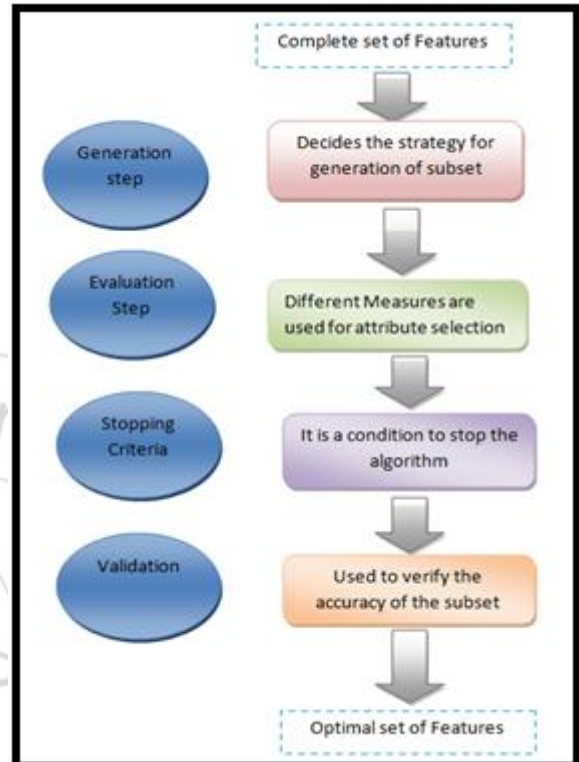 Complete set of Features
Generation
step
Decides the strategy for
generation of subset
Evaluation
Step
Different Measures are
used for attribute selection
Stopping
Criteria
It is a condition to stop the
algorithm
Validation
Used to verify the
accuracy of the subset
Optimal set of Features